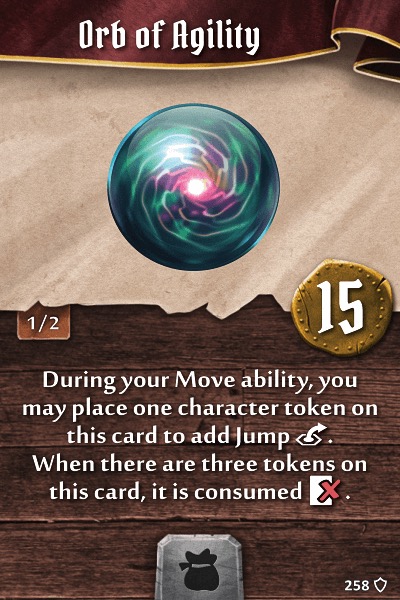 Orb of Agility
1/2
15
During your Move ability, you
may place one character token on
this card to add Jump .
When there are three tokens on
this card, it is consumed .
258